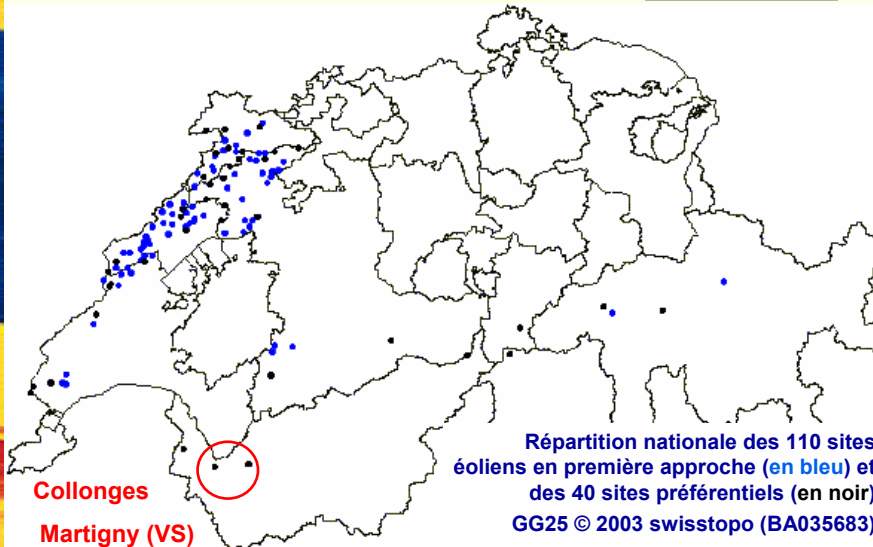 Collonges
Martigny (VS)
Répartition nationale des 110 sites
éoliens en première approche (en bleu) et
des 40 sites préférentiels (en noir)
GG25 © 2003 swisstopo (BA035683)